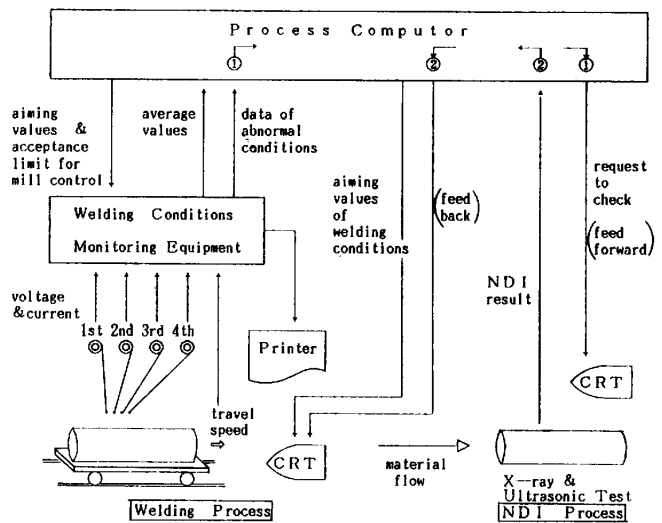 Process Computor
① ② ② ①
aiming
values &
acceptance
limit for
mill control
average
values
data of
abnormal
conditions
aiming
values
of
welding
conditions
(feed
back)
NDI
result
request
to
check
(feed
forward)
Welding Conditions
Monitoring Equipment
voltage
&current
1st 2nd 3rd 4th
Printer
travel
speed
CRT
CRT
material
flow
X-ray &
Ultrasonic Test
Welding Process
NDI Process